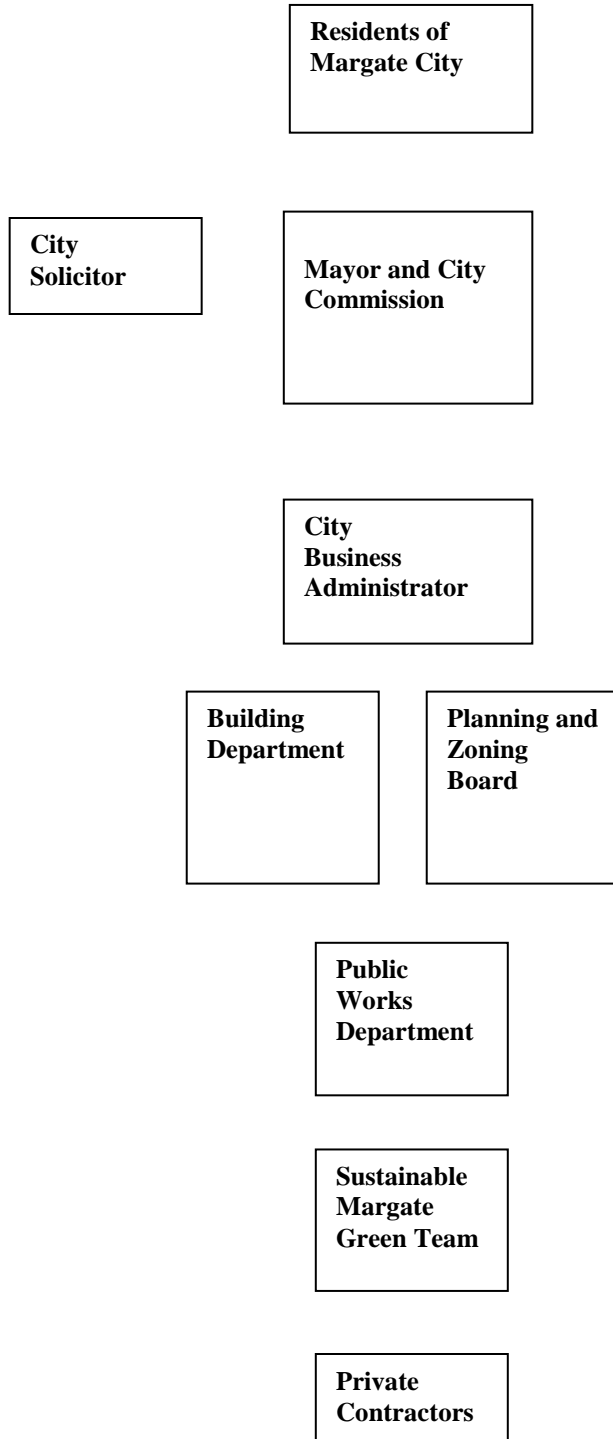 Residents of
Margate City
City
Solicitor
Mayor and City
Commission
City
Business
Administrator
Building
Department
Planning and
Zoning
Board
Public
Works
Department
Sustainable
Margate
Green Team
Private
Contractors